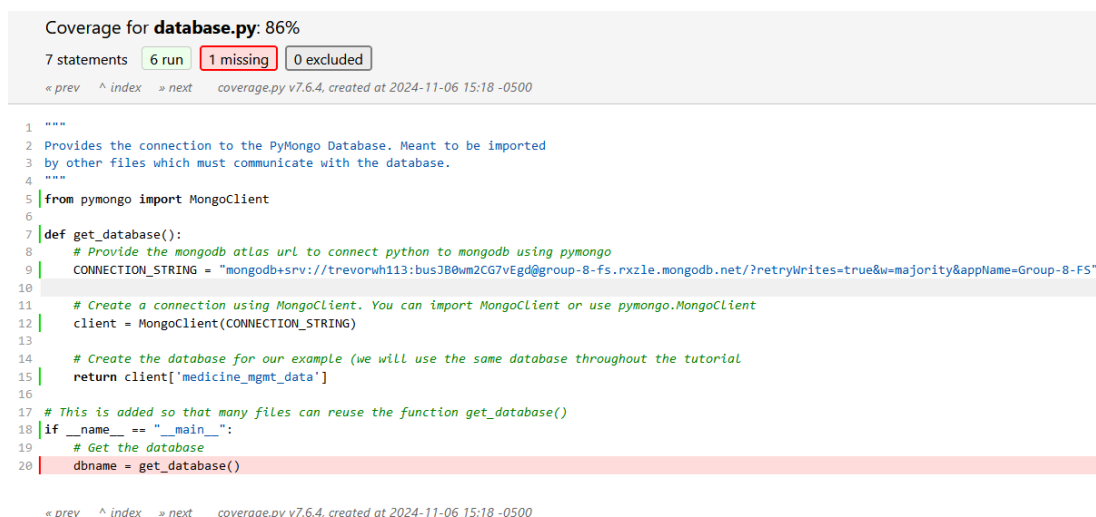 Coverage for database.py: 86%
7 statements 6 run 1 missing 0 excluded
« prev ^ index » next coverage.py v7.6.4, created at 2024-11-06 15:18 -0500
1 """
2 Provides the connection to the PyMongo Database. Meant to be imported
3 by other files which must communicate with the database.
4 """
5 from pymongo import MongoClient
6
7 def get_database():
8 # Provide the mongodb atlas url to connect python to mongodb using pymongo
9 CONNECTION_STRING = "mongodb+srv://trevorwh113:busJB0wm2CG7vEgd@group-8-fs.rxzle.mongodb.net/?retryWrites=true&w=majority&appName=Group-8-FS"
10
11 # Create a connection using MongoClient. You can import MongoClient or use pymongo.MongoClient
12 client = MongoClient(CONNECTION_STRING)
13
14 # Create the database for our example (we will use the same database throughout the tutorial
15 return client['medicine_mgmt_data']
16
17 # This is added so that many files can reuse the function get_database()
18 if __name__ == "__main__":
19 # Get the database
20 dbname = get_database()
« prev ^ index » next coverage.py v7.6.4, created at 2024-11-06 15:18 -0500